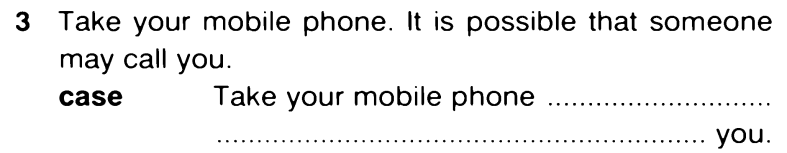 3 Take your mobile phone. It is possible that someone
may call you.
case Take your mobile phone ............................
............................................................. you.